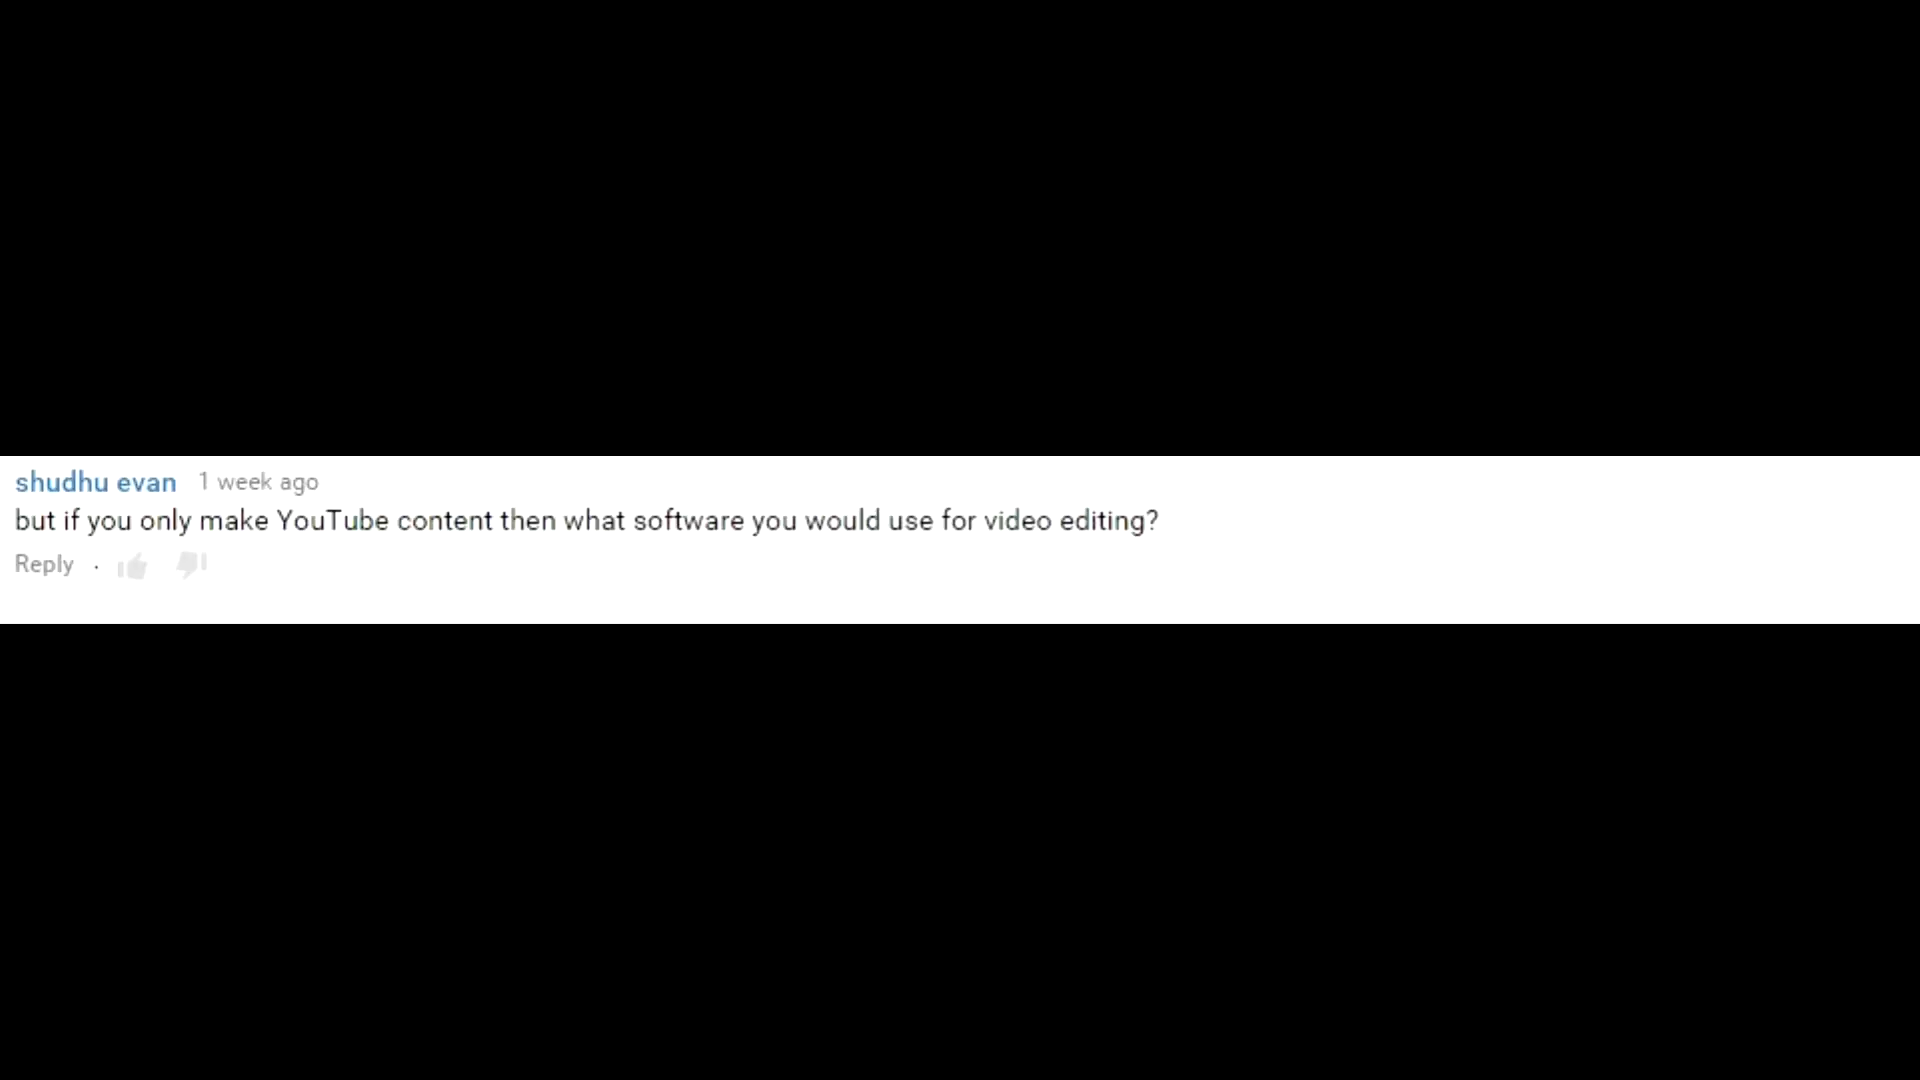 shudhu evan 1 week ago
but if you only make YouTube content then what software you would use for video editing?
Reply ·